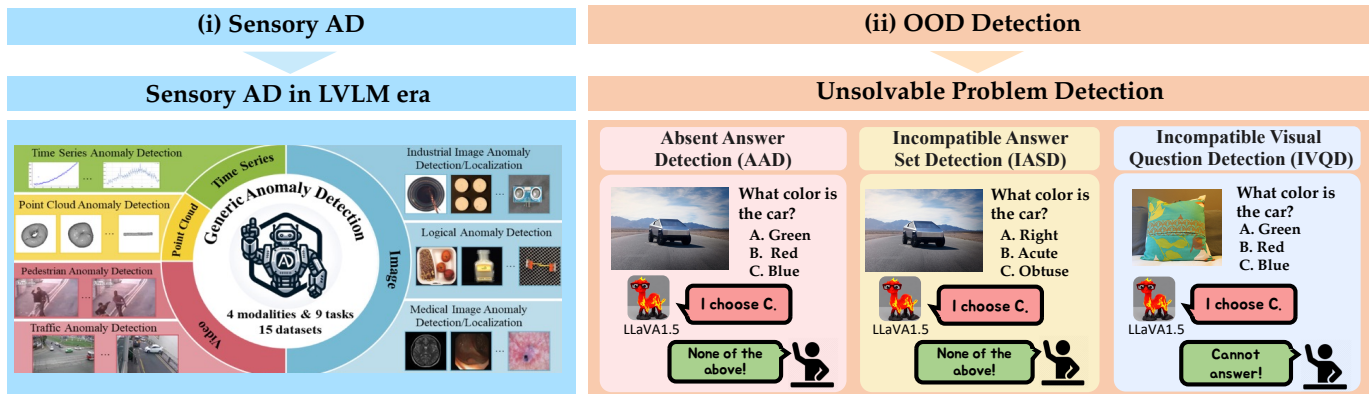 (i) Sensory AD
Sensory AD in LVLM era
Time Series Anomaly Detection
...
Point Cloud Anomaly Detection
...
Pedestrian Anomaly Detection
...
Traffic Anomaly Detection
...
Time Series
Point Cloud
Video
Image
Generic Anomaly Detection
AD
4 modalities & 9 tasks
15 datasets
Industrial Image Anomaly
Detection/Localization
...
Logical Anomaly Detection
...
Medical Image Anomaly
Detection/Localization
...
(ii) OOD Detection
Unsolvable Problem Detection
Absent Answer
Detection (AAD)
What color is
the car?
A. Green
B. Red
C. Blue
I choose C.
LLaVA1.5
None of the
above!
Incompatible Answer
Set Detection (IASD)
What color is
the car?
A. Right
B. Acute
C. Obtuse
I choose C.
LLaVA1.5
None of the
above!
Incompatible Visual
Question Detection (IVQD)
What color is
the car?
A. Green
B. Red
C. Blue
I choose C.
LLaVA1.5
Cannot
answer!